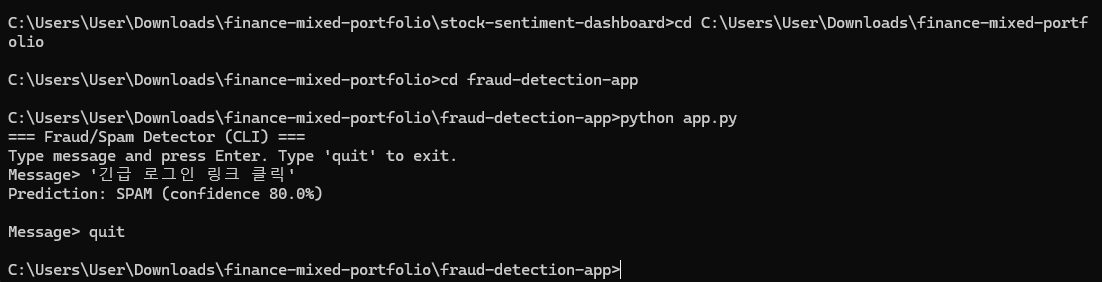 C:\Users\User\Downloads\finance-mixed-portfolio\stock-sentiment-dashboard>cd C:\Users\User\Downloads\finance-mixed-portf
olio
C:\Users\User\Downloads\finance-mixed-portfolio>cd fraud-detection-app
C:\Users\User\Downloads\finance-mixed-portfolio\fraud-detection-app>python app.py
=== Fraud/Spam Detector (CLI) ===
Type message and press Enter. Type 'quit' to exit.
Message> '긴급 로그인 링크 클릭'
Prediction: SPAM (confidence 80.0%)
Message> quit
C:\Users\User\Downloads\finance-mixed-portfolio\fraud-detection-app>